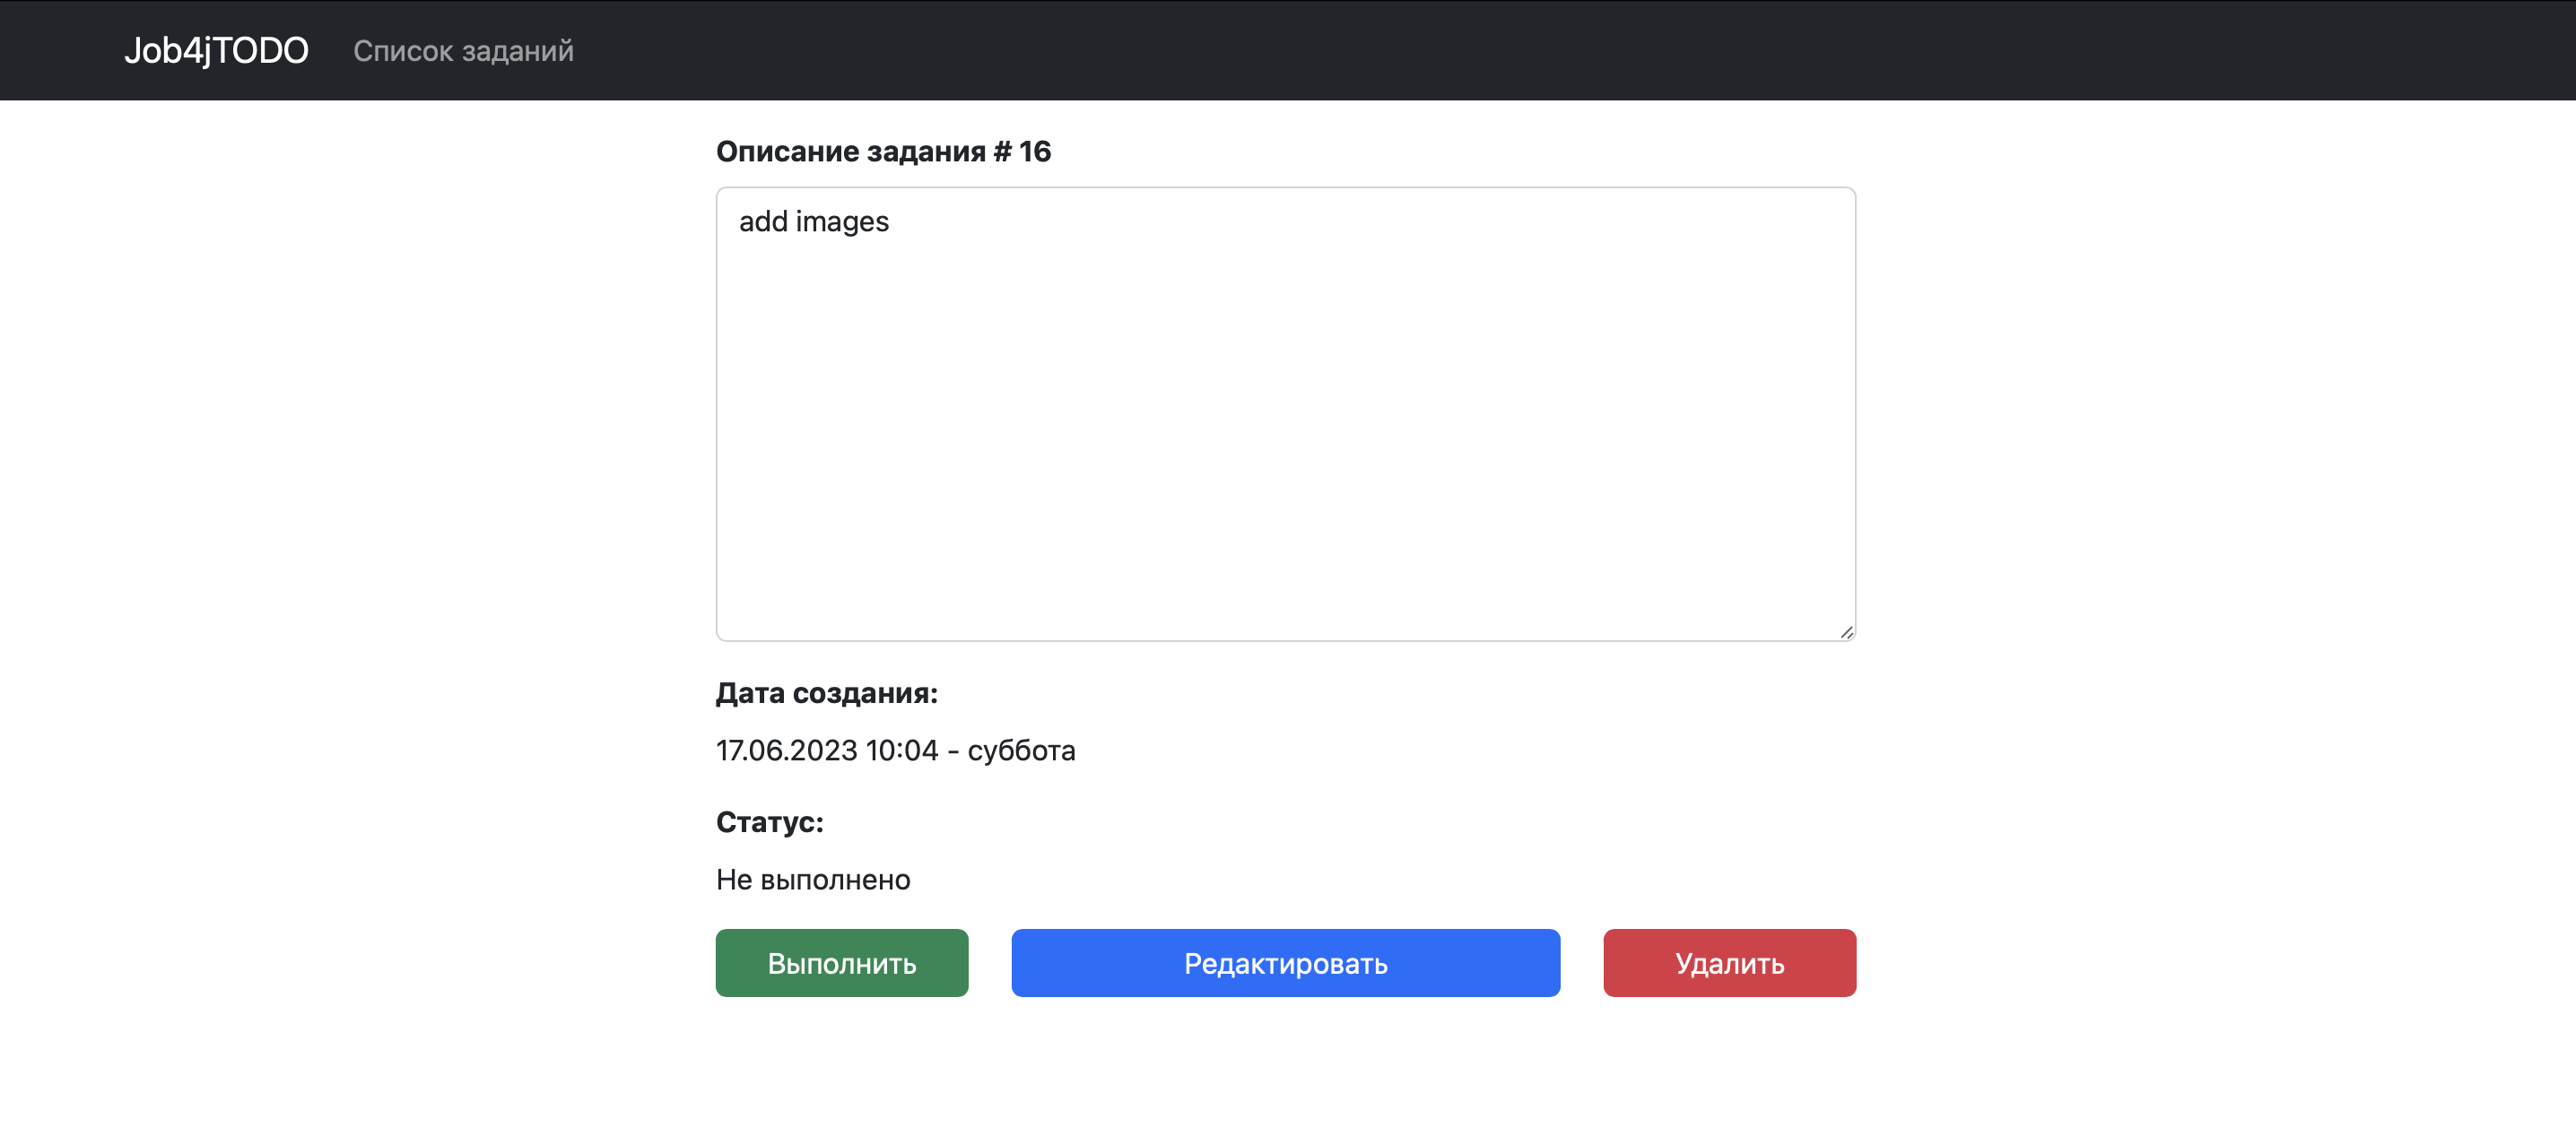 Job4jTODO Список заданий
Описание задания # 16
add images
Дата создания:
17.06.2023 10:04 - суббота
Статус:
Не выполнено
Выполнить Редактировать Удалить